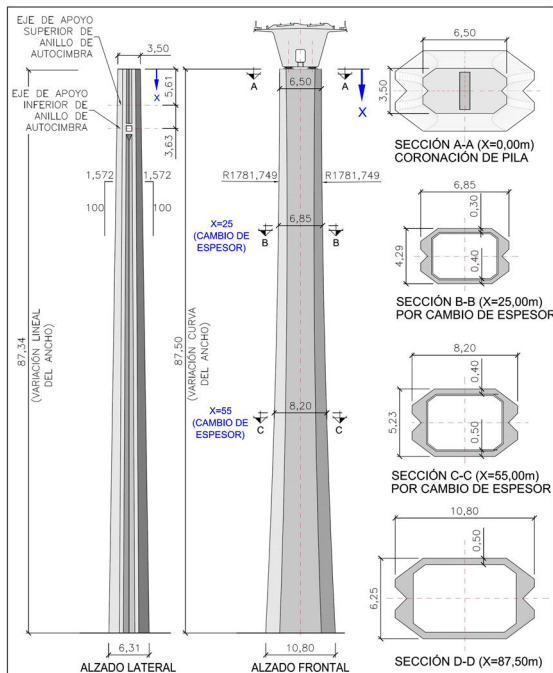 EJE DE APOYO
SUPERIOR DE
ANILLO DE
AUTOCIMBRA
EJE DE APOYO
INFERIOR DE
ANILLO DE
AUTOCIMBRA
3,50
X
5,61
3,63
1,572
100
1,572
100
87,34
(VARIACIÓN LINEAL
DEL ANCHO)
6,31
ALZADO LATERAL
A
A
6,50
X
R1781,749
R1781,749
X=25
(CAMBIO DE
ESPESOR)
6,85
B
B
87,50
(VARIACIÓN CURVA
DEL ANCHO)
X=55
(CAMBIO DE
ESPESOR)
8,20
C
C
10,80
ALZADO FRONTAL
6,50
3,50
SECCIÓN A-A (X=0,00m)
CORONACIÓN DE PILA
6,85
0,30
4,29
0,40
SECCIÓN B-B (X=25,00m)
POR CAMBIO DE ESPESOR
8,20
0,40
5,23
0,50
SECCIÓN C-C (X=55,00m)
POR CAMBIO DE ESPESOR
10,80
0,50
6,25
SECCIÓN D-D (X=87,50m)